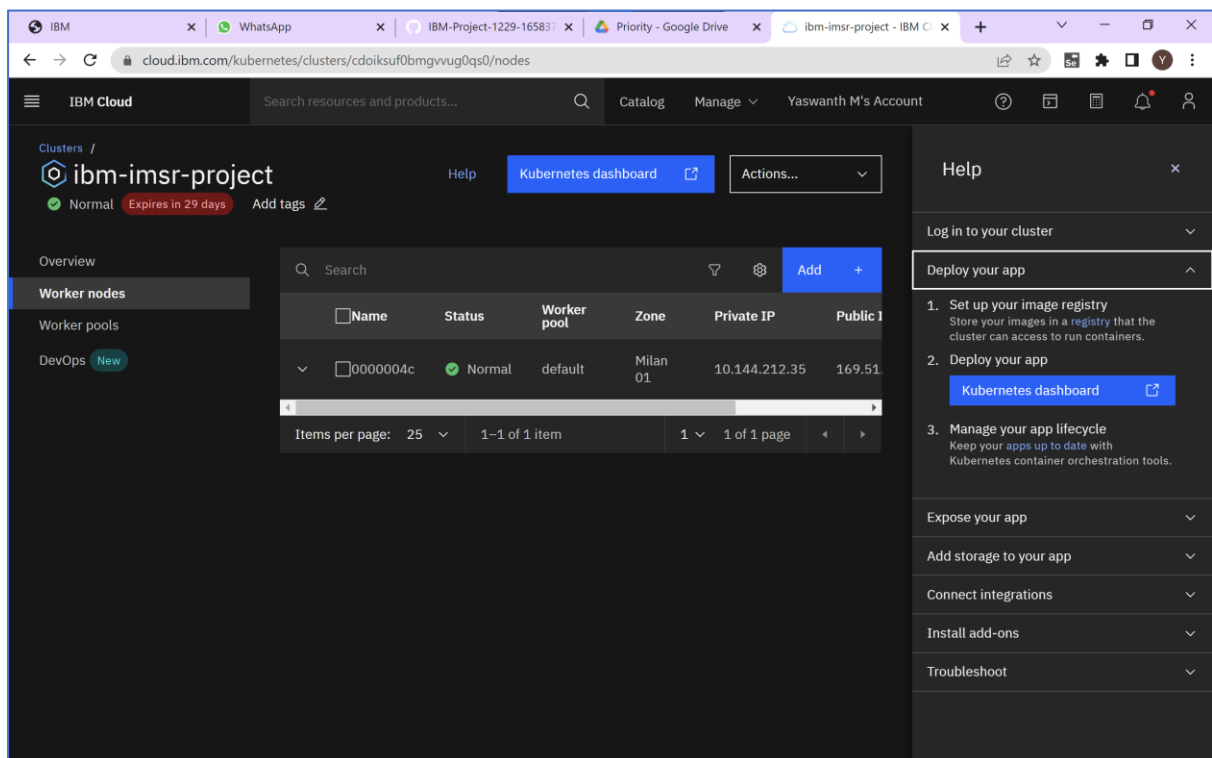 IBM
WhatsApp
IBM-Project-1229-16583
Priority - Google Drive
ibm-imsr-project - IBM Cl
cloud.ibm.com/kubernetes/clusters/cdoiksuf0bmgvvug0qs0/nodes
Se
Y
IBM Cloud
Search resources and products...
Catalog
Manage
Yaswanth M's Account
Clusters /
ibm-imsr-project
Normal
Expires in 29 days
Add tags
Help
Kubernetes dashboard
Actions...
Overview
Worker nodes
Worker pools
DevOps New
Search
Add +
Name Status Worker pool Zone Private IP Public I
0000004c Normal default Milan 01 10.144.212.35 169.51.
Items per page: 25 1–1 of 1 item 1 1 of 1 page
Help
Log in to your cluster
Deploy your app
1. Set up your image registry
Store your images in a registry that the
cluster can access to run containers.
2. Deploy your app
Kubernetes dashboard
3. Manage your app lifecycle
Keep your apps up to date with
Kubernetes container orchestration tools.
Expose your app
Add storage to your app
Connect integrations
Install add-ons
Troubleshoot